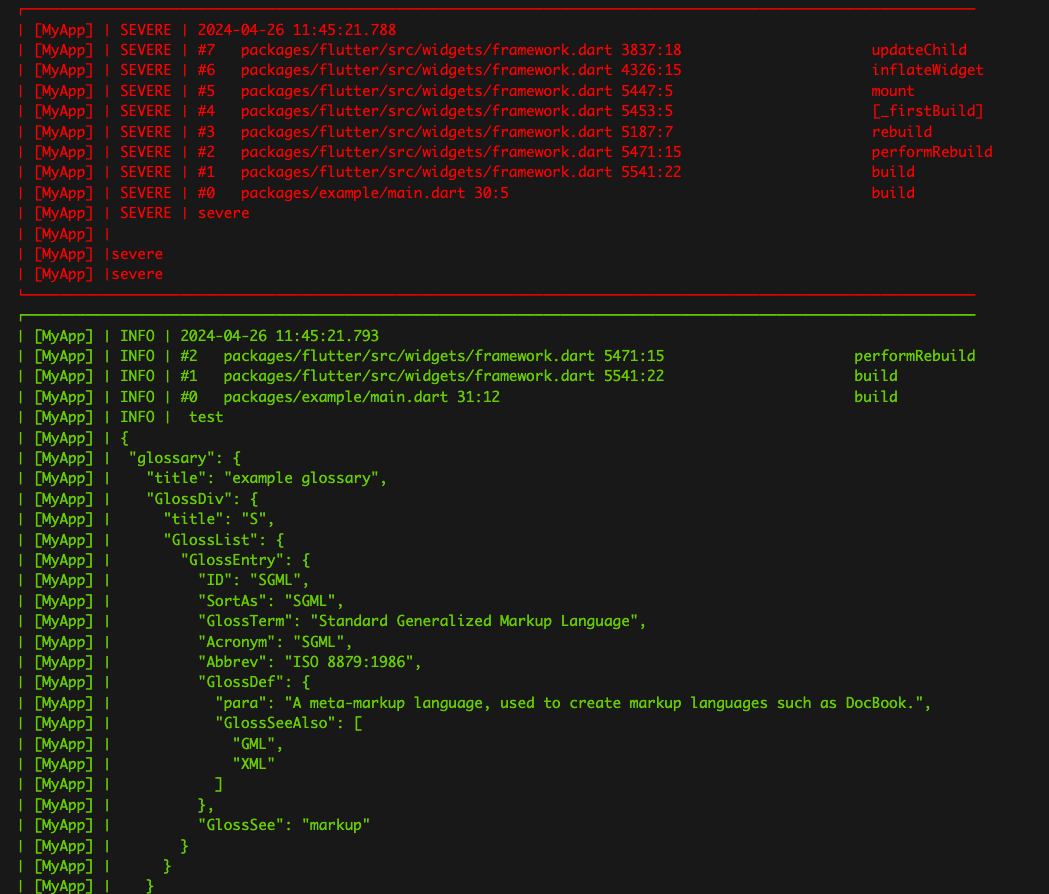 | [MyApp] | SEVERE | 2024-04-26 11:45:21.788
| [MyApp] | SEVERE | #7   packages/flutter/src/widgets/framework.dart 3837:18                      updateChild
| [MyApp] | SEVERE | #6   packages/flutter/src/widgets/framework.dart 4326:15                      inflateWidget
| [MyApp] | SEVERE | #5   packages/flutter/src/widgets/framework.dart 5447:5                       mount
| [MyApp] | SEVERE | #4   packages/flutter/src/widgets/framework.dart 5453:5                       [_firstBuild]
| [MyApp] | SEVERE | #3   packages/flutter/src/widgets/framework.dart 5187:7                       rebuild
| [MyApp] | SEVERE | #2   packages/flutter/src/widgets/framework.dart 5471:15                      performRebuild
| [MyApp] | SEVERE | #1   packages/flutter/src/widgets/framework.dart 5541:22                      build
| [MyApp] | SEVERE | #0   packages/example/main.dart 30:5                                          build
| [MyApp] | SEVERE | severe
| [MyApp] |
| [MyApp] |severe
| [MyApp] |severe
| [MyApp] | INFO | 2024-04-26 11:45:21.793
| [MyApp] | INFO | #2   packages/flutter/src/widgets/framework.dart 5471:15                      performRebuild
| [MyApp] | INFO | #1   packages/flutter/src/widgets/framework.dart 5541:22                      build
| [MyApp] | INFO | #0   packages/example/main.dart 31:12                                         build
| [MyApp] | INFO |  test
| [MyApp] | {
| [MyApp] |  "glossary": {
| [MyApp] |    "title": "example glossary",
| [MyApp] |    "GlossDiv": {
| [MyApp] |      "title": "S",
| [MyApp] |      "GlossList": {
| [MyApp] |        "GlossEntry": {
| [MyApp] |          "ID": "SGML",
| [MyApp] |          "SortAs": "SGML",
| [MyApp] |          "GlossTerm": "Standard Generalized Markup Language",
| [MyApp] |          "Acronym": "SGML",
| [MyApp] |          "Abbrev": "ISO 8879:1986",
| [MyApp] |          "GlossDef": {
| [MyApp] |            "para": "A meta-markup language, used to create markup languages such as DocBook.",
| [MyApp] |            "GlossSeeAlso": [
| [MyApp] |              "GML",
| [MyApp] |              "XML"
| [MyApp] |            ]
| [MyApp] |          },
| [MyApp] |          "GlossSee": "markup"
| [MyApp] |        }
| [MyApp] |      }
| [MyApp] |    }